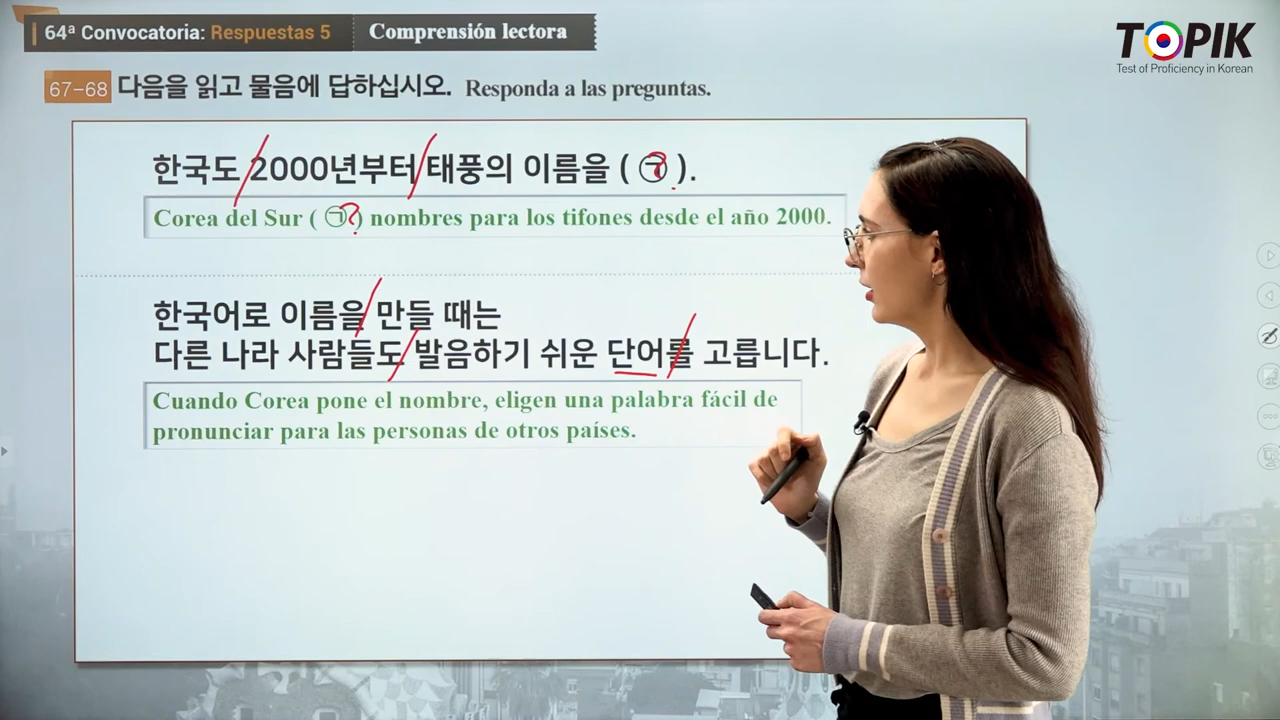 64ª Convocatoria: Respuestas 5
Comprensión lectora
TOPIK
Test of Proficiency in Korean
67-68 다음을 읽고 물음에 답하십시오. Responda a las preguntas.
한국도 2000년부터 태풍의 이름을 ( ㉠ ? ).
Corea del Sur ( ㉠ ? ) nombres para los tifones desde el año 2000.
한국어로 이름을 만들 때는
다른 나라 사람들도 발음하기 쉬운 단어를 고릅니다.
Cuando Corea pone el nombre, eligen una palabra fácil de
pronunciar para las personas de otros países.